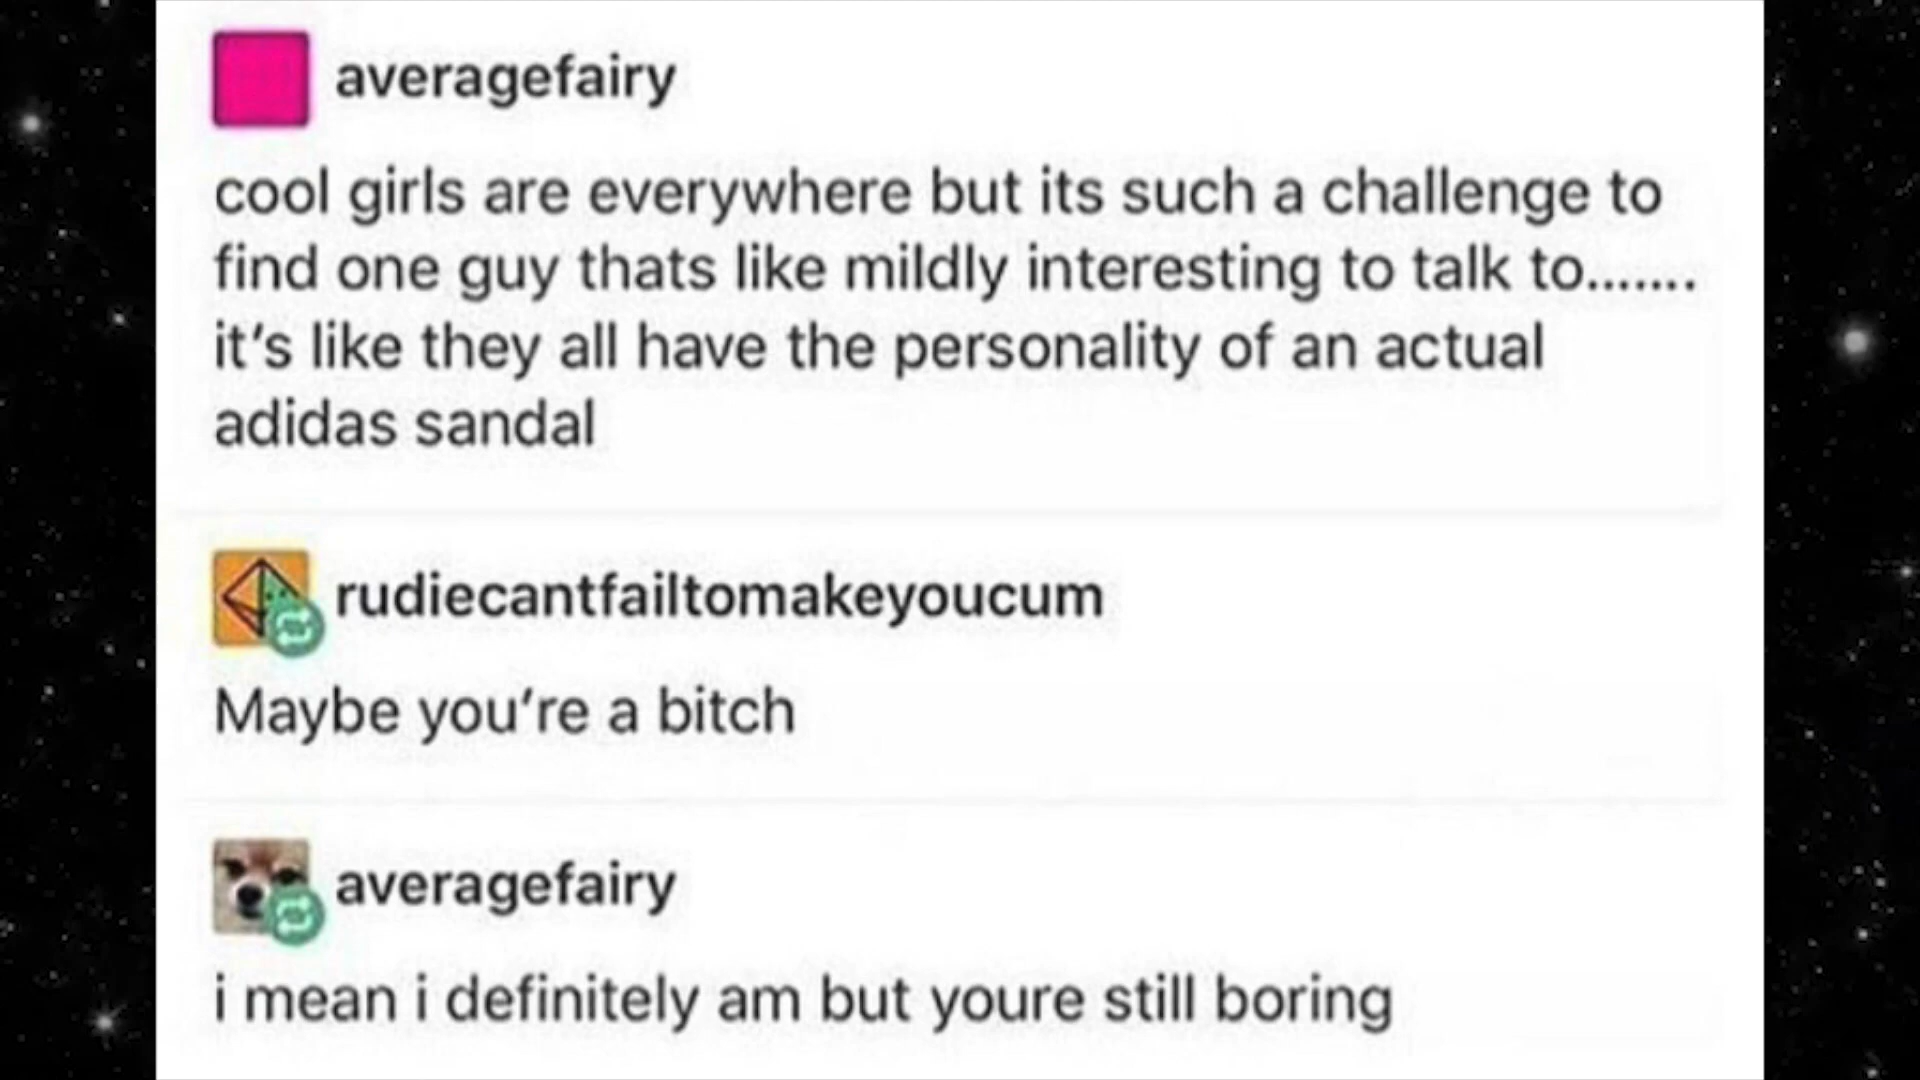 averagefairy
cool girls are everywhere but its such a challenge to
find one guy thats like mildly interesting to talk to.......
it’s like they all have the personality of an actual
adidas sandal
rudiecantfailtomakeyoucum
Maybe you’re a bitch
averagefairy
i mean i definitely am but youre still boring